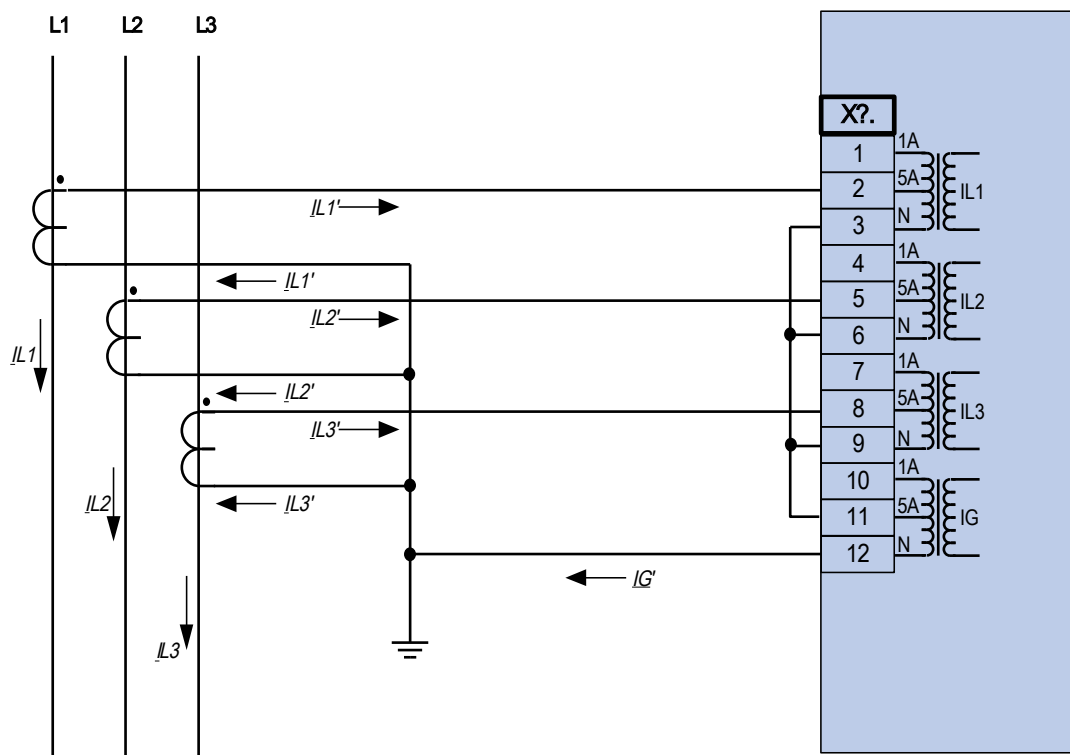 L1 L2 L3
X?.
1 1A
2 5A IL1
3 N
4 1A
5 5A IL2
6 N
7 1A
8 5A IL3
9 N
10 1A
11 5A IG
12 N
IL1'
IL1'
IL2'
IL1
IL2'
IL3'
IL2
IL3'
IG'
IL3